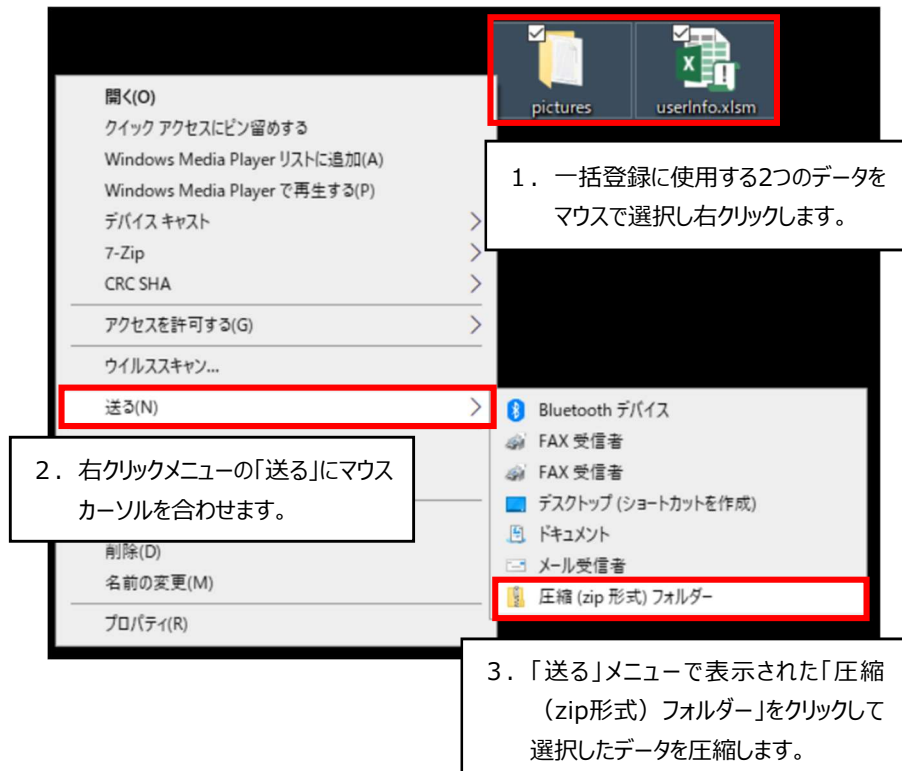 pictures
userInfo.xlsm
1．一括登録に使用する2つのデータを
マウスで選択し右クリックします。
開く(O)
クイック アクセスにピン留めする
Windows Media Player リストに追加(A)
Windows Media Player で再生する(P)
デバイス キャスト
7-Zip
CRC SHA
アクセスを許可する(G)
ウイルススキャン...
送る(N)
2．右クリックメニューの「送る」にマウス
カーソルを合わせます。
削除(D)
名前の変更(M)
プロパティ(R)
Bluetooth デバイス
FAX 受信者
FAX 受信者
デスクトップ (ショートカットを作成)
ドキュメント
メール受信者
圧縮 (zip 形式) フォルダー
3．「送る」メニューで表示された「圧縮
（zip形式）フォルダー」をクリックして
選択したデータを圧縮します。